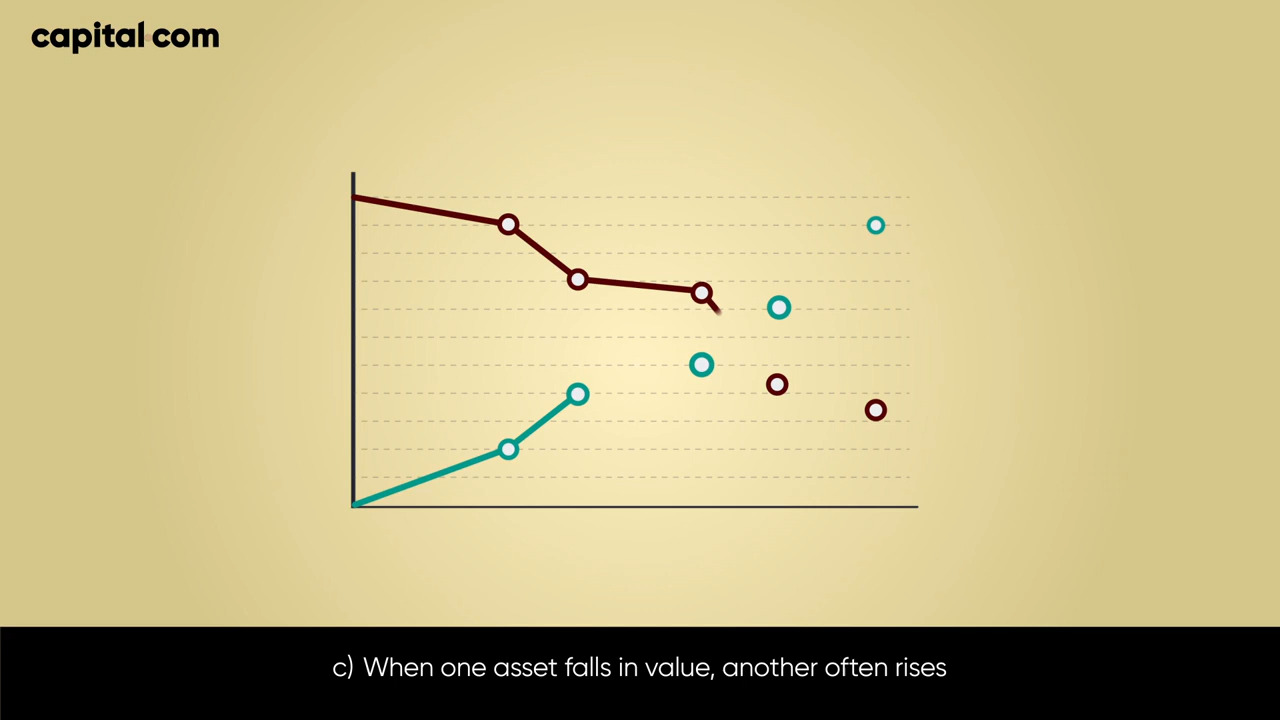 capital.com
c) When one asset falls in value, another often rises